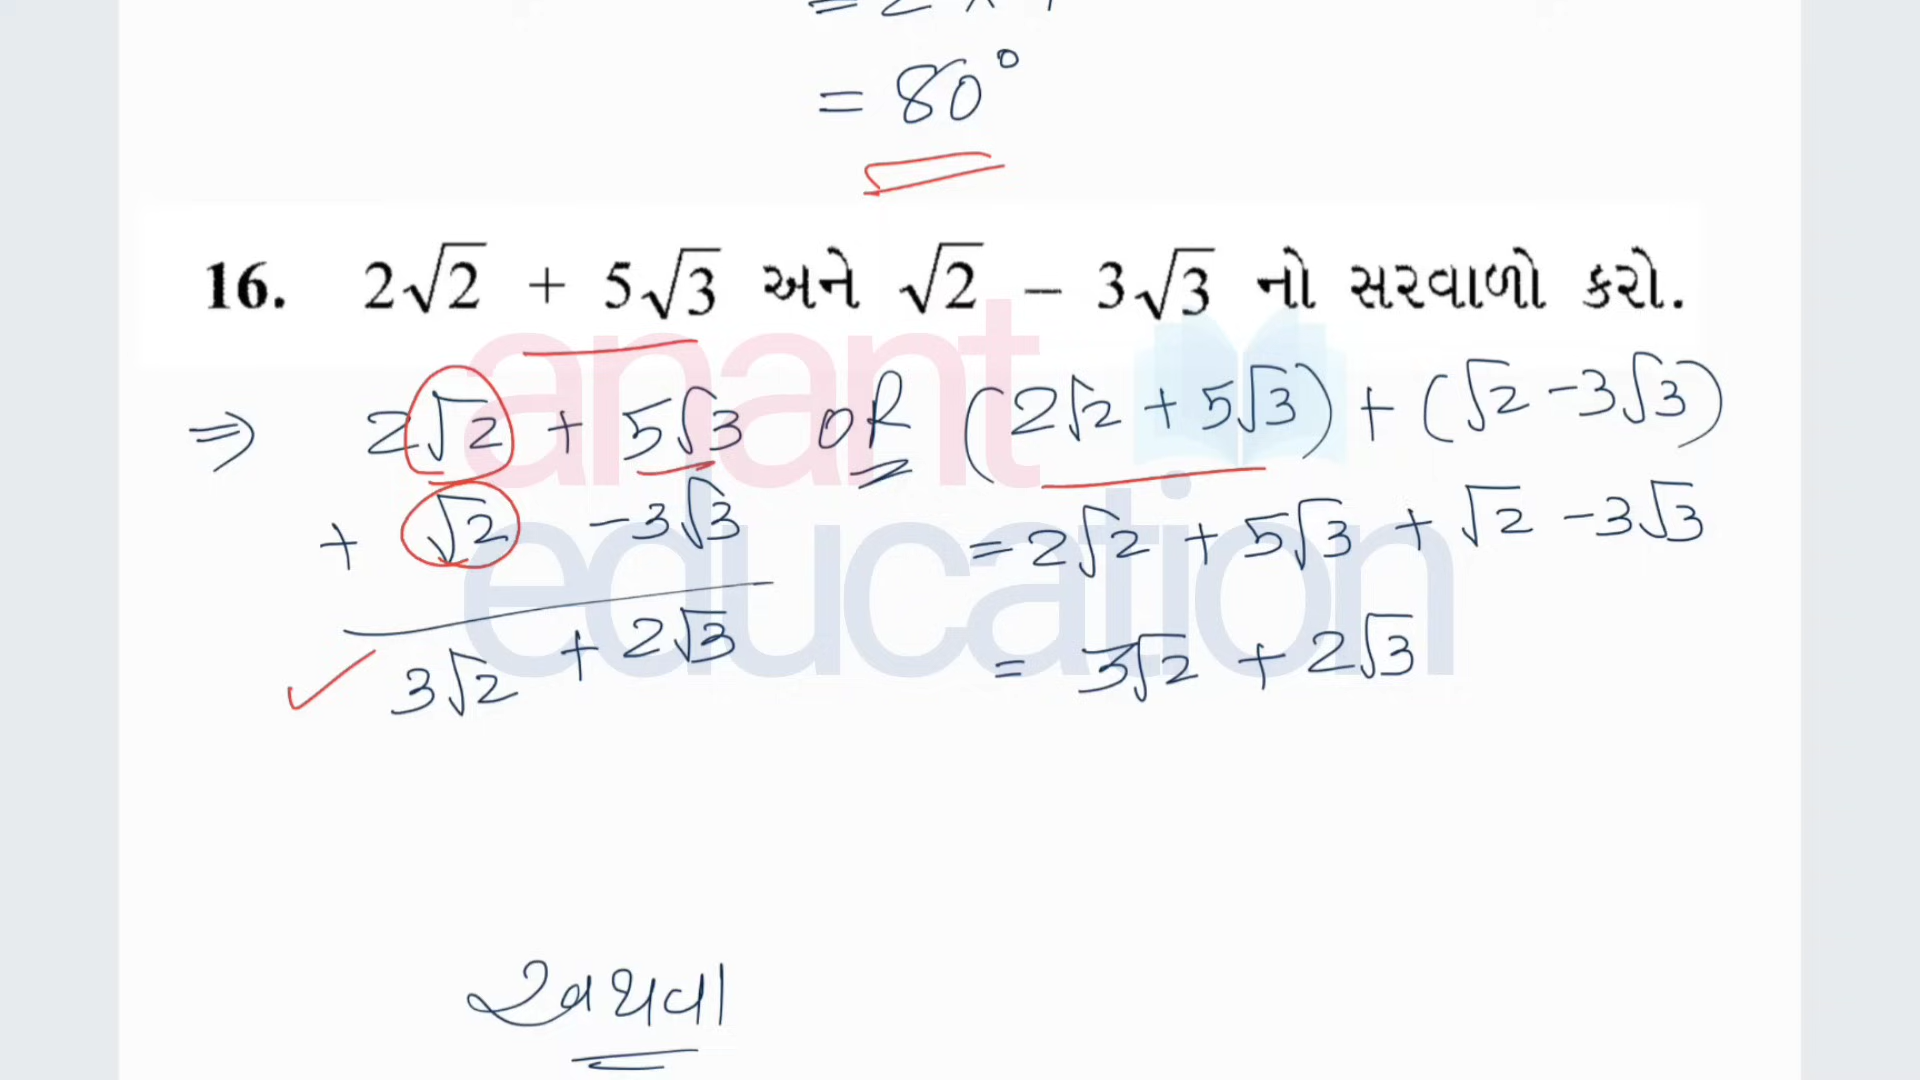 = 80°
16. 2√2 + 5√3 અને √2 – 3√3 નો સરવાળો કરો.
⇒ 2√2 + 5√3 OR (2√2 + 5√3) + (√2 – 3√3)
+ √2 – 3√3 = 2√2 + 5√3 + √2 – 3√3
3√2 + 2√3 = 3√2 + 2√3
anant
education
અથવા